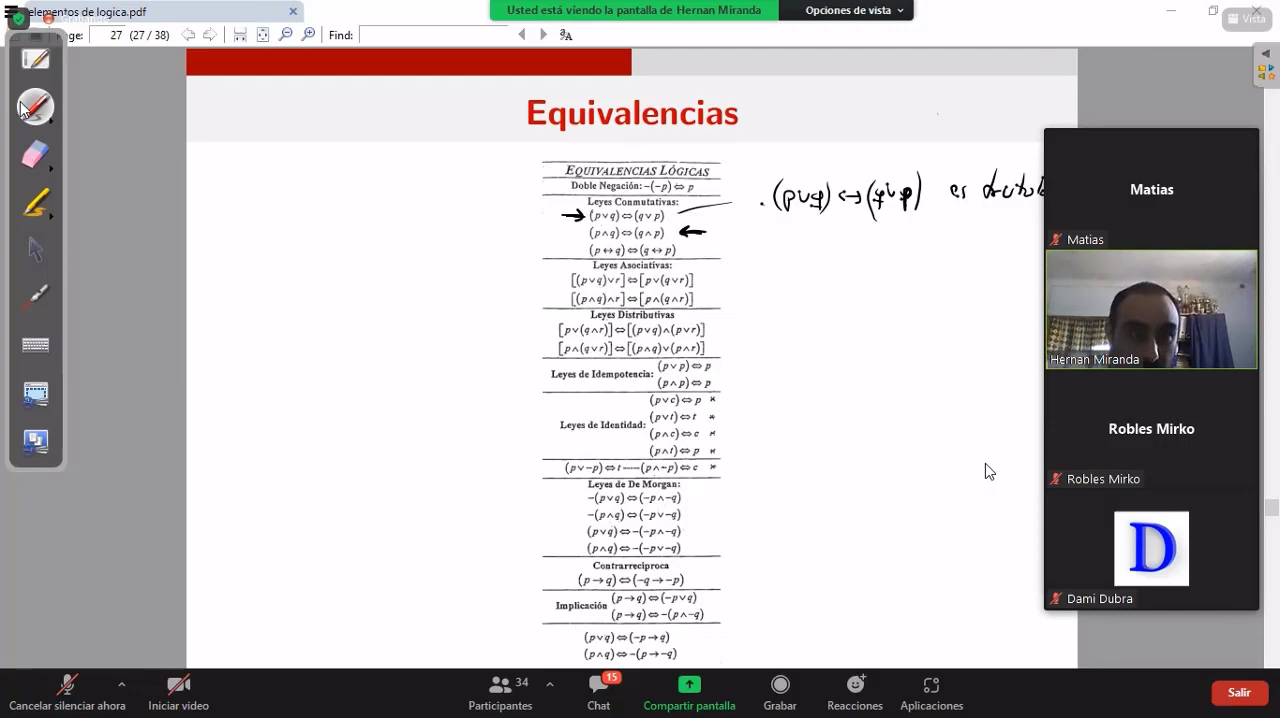 elementos de logica.pdf
Usted está viendo la pantalla de Hernan Miranda
Opciones de vista
Vista
27 (27 / 38)
Find:
Equivalencias
EQUIVALENCIAS LÓGICAS
Doble Negación: −(−p) ⇔ p
Leyes Conmutativas:
(p∨q) ⇔ (q∨p)
. (p∨q) ↔ (q∨p) es
(p∧q) ⇔ (q∧p)
(p↔q) ⇔ (q↔p)
Leyes Asociativas:
[(p∨q)∨r] ⇔ [p∨(q∨r)]
[(p∧q)∧r] ⇔ [p∧(q∧r)]
Leyes Distributivas
[p∨(q∧r)] ⇔ [(p∨q)∧(p∨r)]
[p∧(q∨r)] ⇔ [(p∧q)∨(p∧r)]
Leyes de Idempotencia:
(p∨p) ⇔ p
(p∧p) ⇔ p
Leyes de Identidad:
(p∨c) ⇔ p *
(p∨t) ⇔ t *
(p∧c) ⇔ c *
(p∧t) ⇔ p *
(p∨−p) ⇔ t ---- (p∧−p) ⇔ c *
Leyes de De Morgan:
−(p∨q) ⇔ (−p∧−q)
−(p∧q) ⇔ (−p∨−q)
(p∨q) ⇔ −(−p∧−q)
(p∧q) ⇔ −(−p∨−q)
Contrarrecíproca
(p→q) ⇔ (−q→−p)
Implicación
(p→q) ⇔ (−p∨q)
(p→q) ⇔ −(p∧−q)
(p∨q) ⇔ (−p→q)
(p∧q) ⇔ −(p→−q)
Matias
Matias
Hernan Miranda
Robles Mirko
Robles Mirko
D
Dami Dubra
Cancelar silenciar ahora
Iniciar video
34
Participantes
15
Chat
Compartir pantalla
Grabar
Reacciones
Aplicaciones
Salir